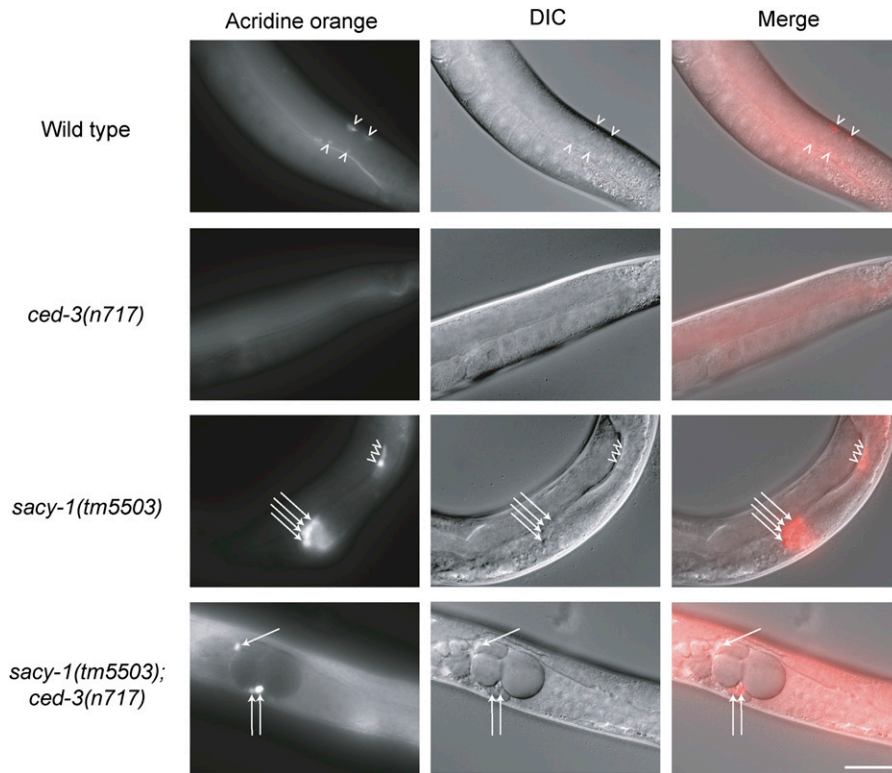 Acridine orange DIC Merge
Wild type
ced-3(n717)
sacy-1(tm5503)
sacy-1(tm5503);
ced-3(n717)